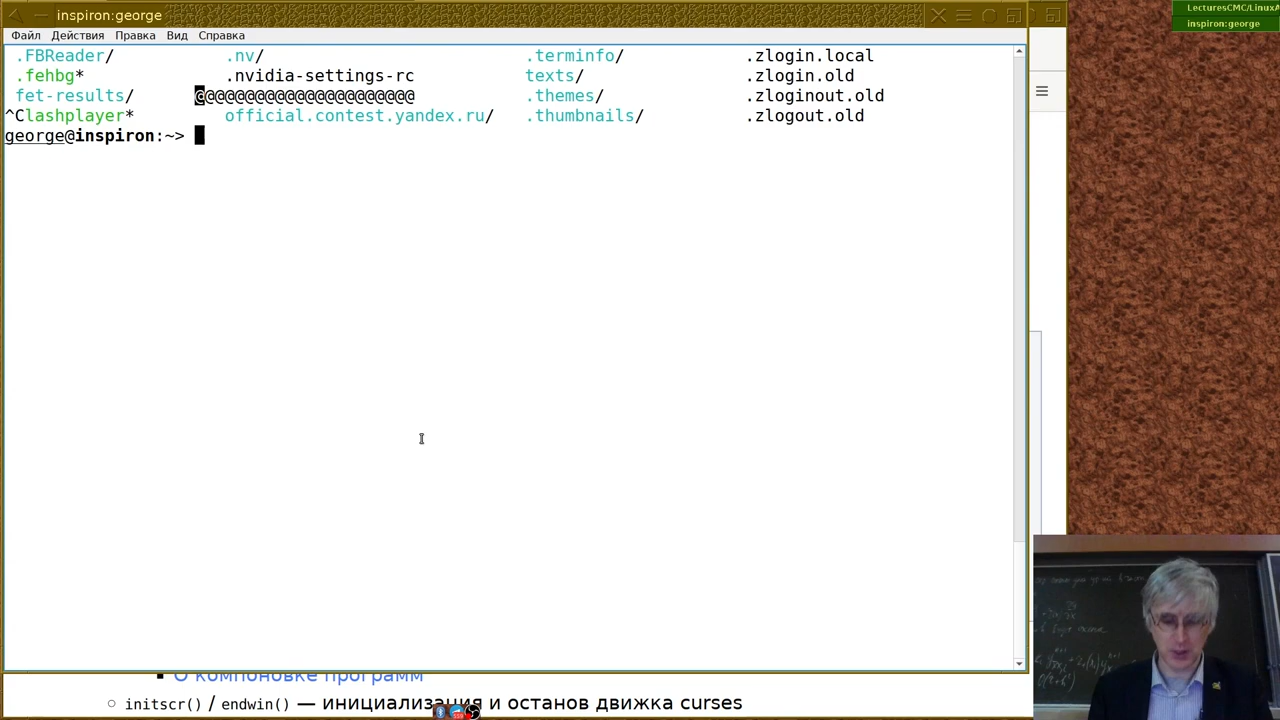 inspiron:george
LecturesCMC/LinuxA
inspiron:george
Файл Действия Правка Вид Справка
.FBReader/ .nv/ .terminfo/ .zlogin.local
.fehbg* .nvidia-settings-rc texts/ .zlogin.old
fet-results/ @@@@@@@@@@@@@@@@@@@@@@ .themes/ .zloginout.old
^Clashplayer* official.contest.yandex.ru/ .thumbnails/ .zlogout.old
george@inspiron:~>
О компоновке программ
initscr() / endwin() — инициализация и останов движка curses